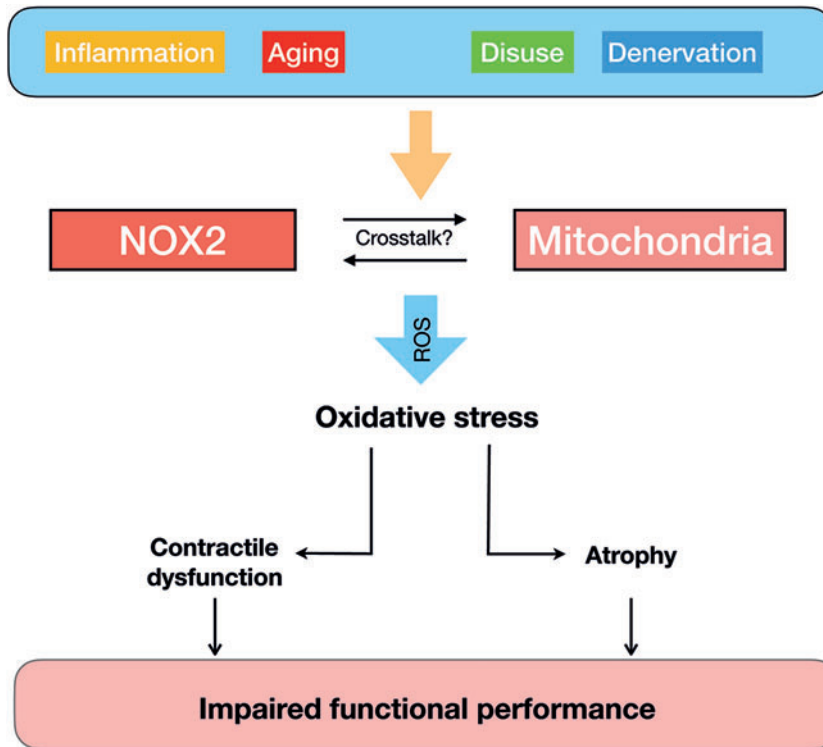 Inflammation Aging Disuse Denervation
NOX2 Crosstalk? Mitochondria
ROS
Oxidative stress
Contractile
dysfunction
Atrophy
Impaired functional performance